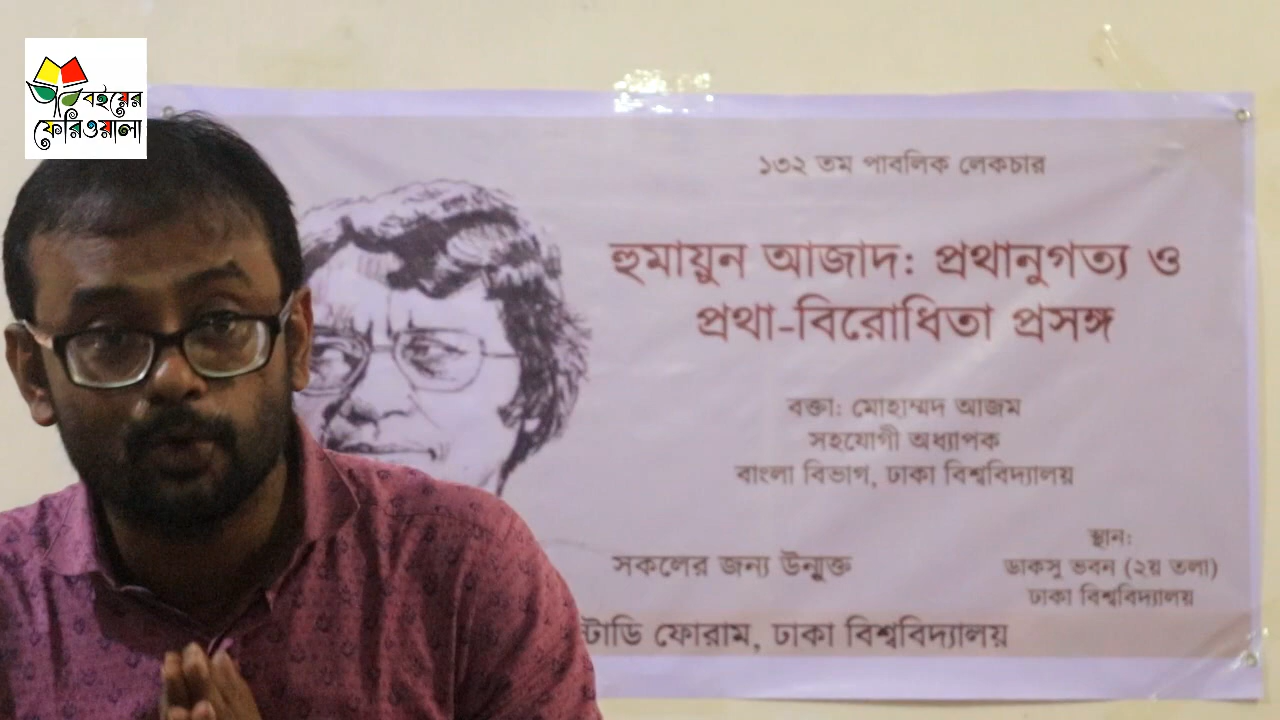 বইয়ের
ফেরিওয়ালা
১৩২ তম পাবলিক লেকচার
হুমায়ুন আজাদ: প্রথানুগত্য ও
প্রথা-বিরোধিতা প্রসঙ্গ
বক্তা: মোহাম্মদ আজম
সহযোগী অধ্যাপক
বাংলা বিভাগ, ঢাকা বিশ্ববিদ্যালয়
স্থান:
সকলের জন্য উন্মুক্ত
ডাকসু ভবন (২য় তলা)
ঢাকা বিশ্ববিদ্যালয়
স্টাডি ফোরাম, ঢাকা বিশ্ববিদ্যালয়